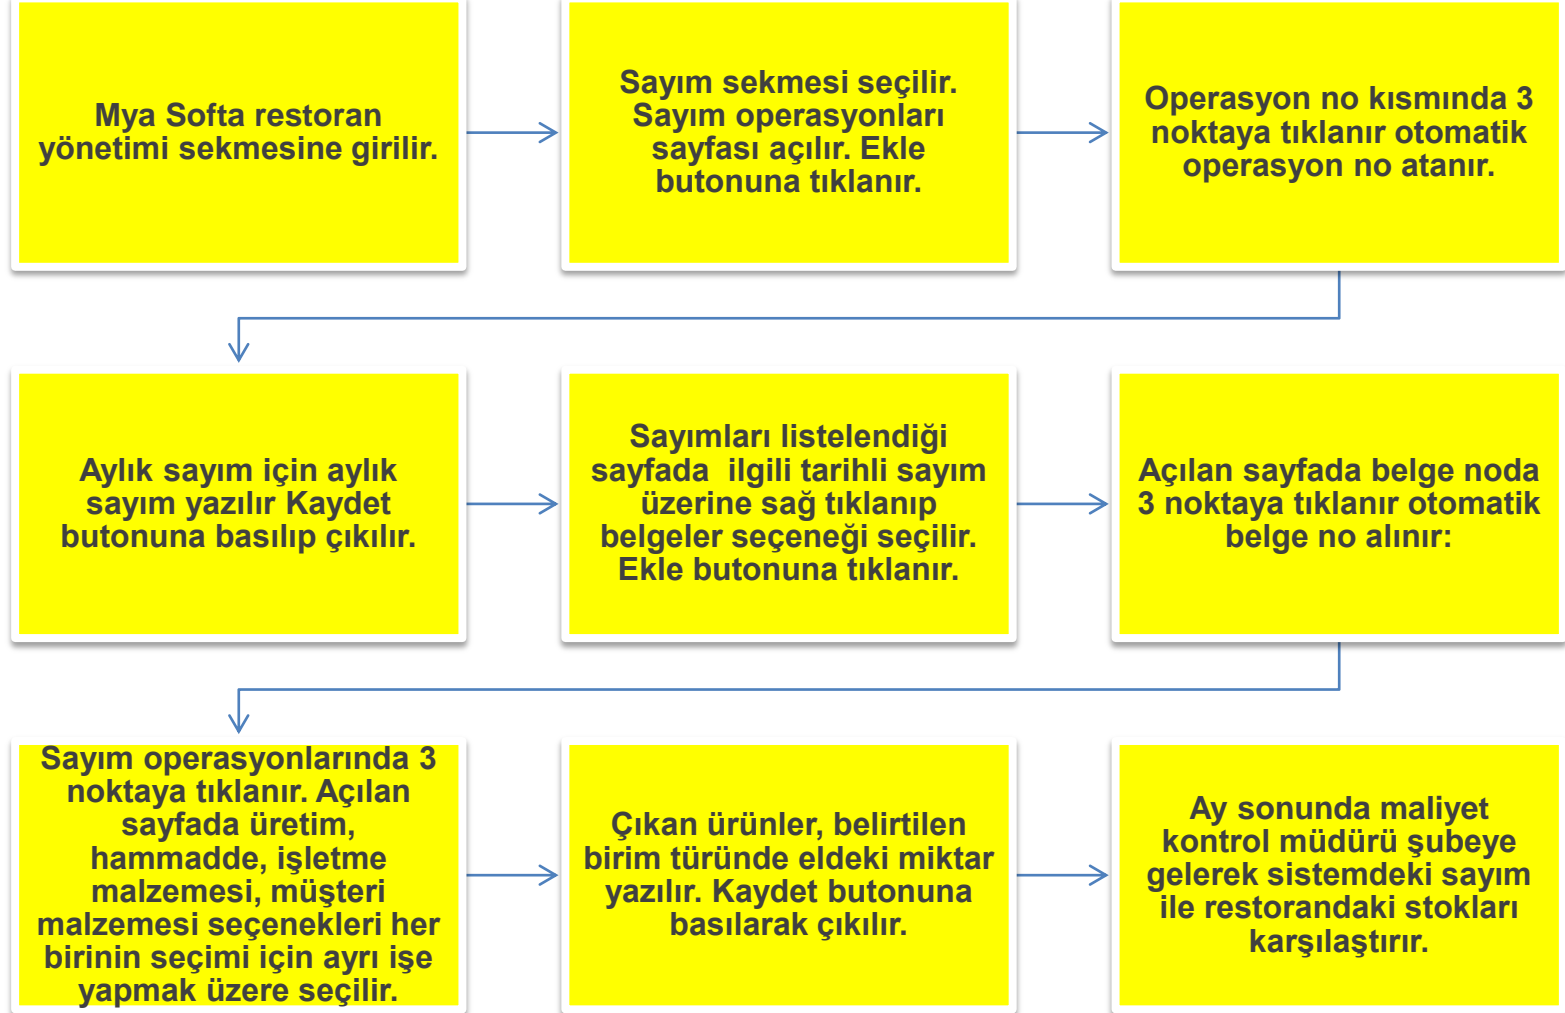 Mya Softa restoran
yönetimi sekmesine girilir.
Sayım sekmesi seçilir.
Sayım operasyonları
sayfası açılır. Ekle
butonuna tıklanır.
Operasyon no kısmında 3
noktaya tıklanır otomatik
operasyon no atanır.
Aylık sayım için aylık
sayım yazılır Kaydet
butonuna basılıp çıkılır.
Sayımları listelendiği
sayfada ilgili tarihli sayım
üzerine sağ tıklanıp
belgeler seçeneği seçilir.
Ekle butonuna tıklanır.
Açılan sayfada belge noda
3 noktaya tıklanır otomatik
belge no alınır:
Sayım operasyonlarında 3
noktaya tıklanır. Açılan
sayfada üretim,
hammadde, işletme
malzemesi, müşteri
malzemesi seçenekleri her
birinin seçimi için ayrı işe
yapmak üzere seçilir.
Çıkan ürünler, belirtilen
birim türünde eldeki miktar
yazılır. Kaydet butonuna
basılarak çıkılır.
Ay sonunda maliyet
kontrol müdürü şubeye
gelerek sistemdeki sayım
ile restorandaki stokları
karşılaştırır.